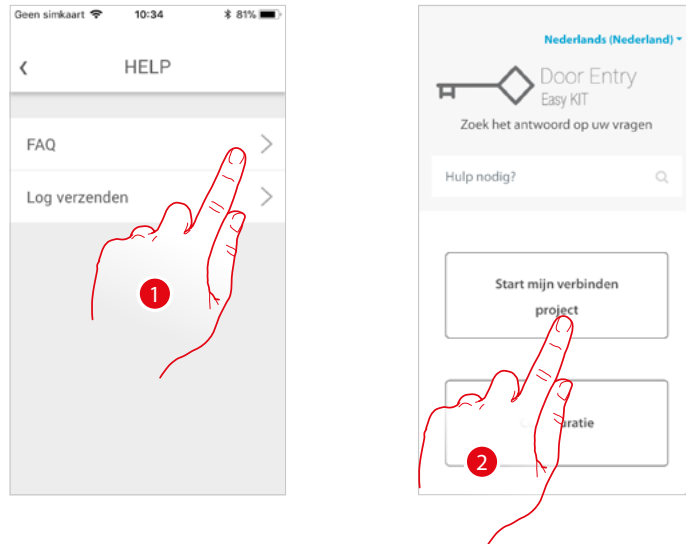 Geen simkaart 10:34 81%
HELP
FAQ
Log verzenden
1
Nederlands (Nederland)
Door Entry
Easy KIT
Zoek het antwoord op uw vragen
Hulp nodig?
Start mijn verbinden
project
2